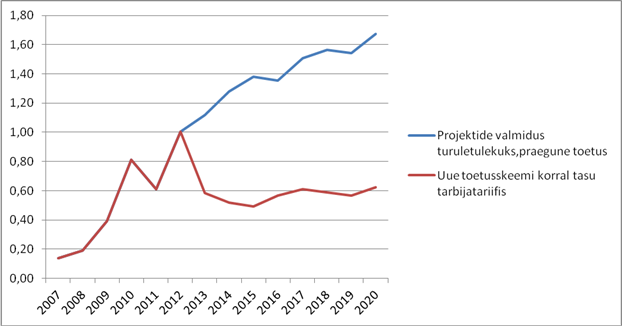 1,80
1,60
1,40
1,20
1,00
0,80
0,60
0,40
0,20
0,00
2007 2008 2009 2010 2011 2012 2013 2014 2015 2016 2017 2018 2019 2020
Projektide valmidus
turuletulekuks,praegune toetus
Uue toetusskeemi korral tasu
tarbijatariifis